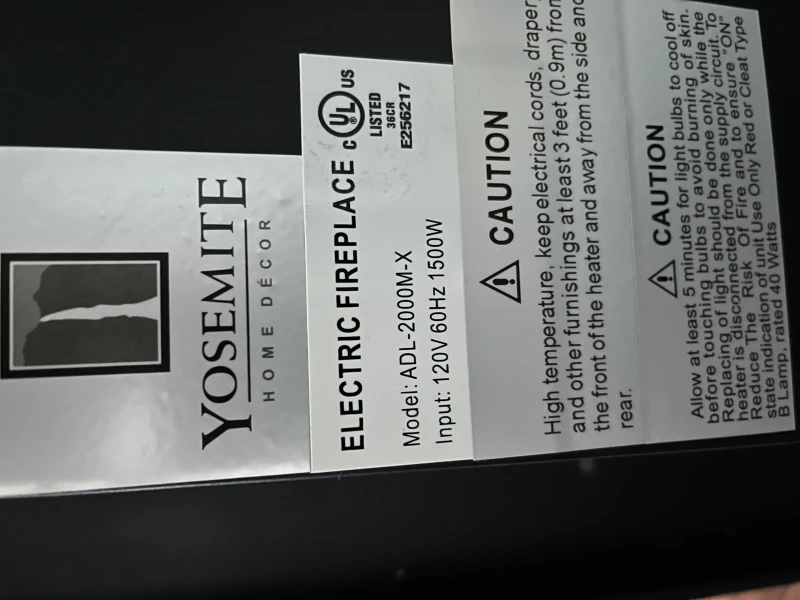 YOSEMITE
HOME DÉCOR
ELECTRIC FIREPLACE
Model: ADL-2000M-X
Input: 120V 60Hz 1500W
C UL US
®
LISTED
36CR
E256217
CAUTION
High temperature, keep electrical cords, draper
and other furnishings at least 3 feet (0.9m) from
the front of the heater and away from the side and
rear.
CAUTION
Allow at least 5 minutes for light bulbs to cool off
before touching bulbs to avoid burning of skin.
Replacing of light should be done only while the
heater is disconnected from the supply circuit. To
Reduce The Risk Of Fire and to ensure "ON"
state indication of unit Use Only Red or Cleat Type
B Lamp, rated 40 Watts